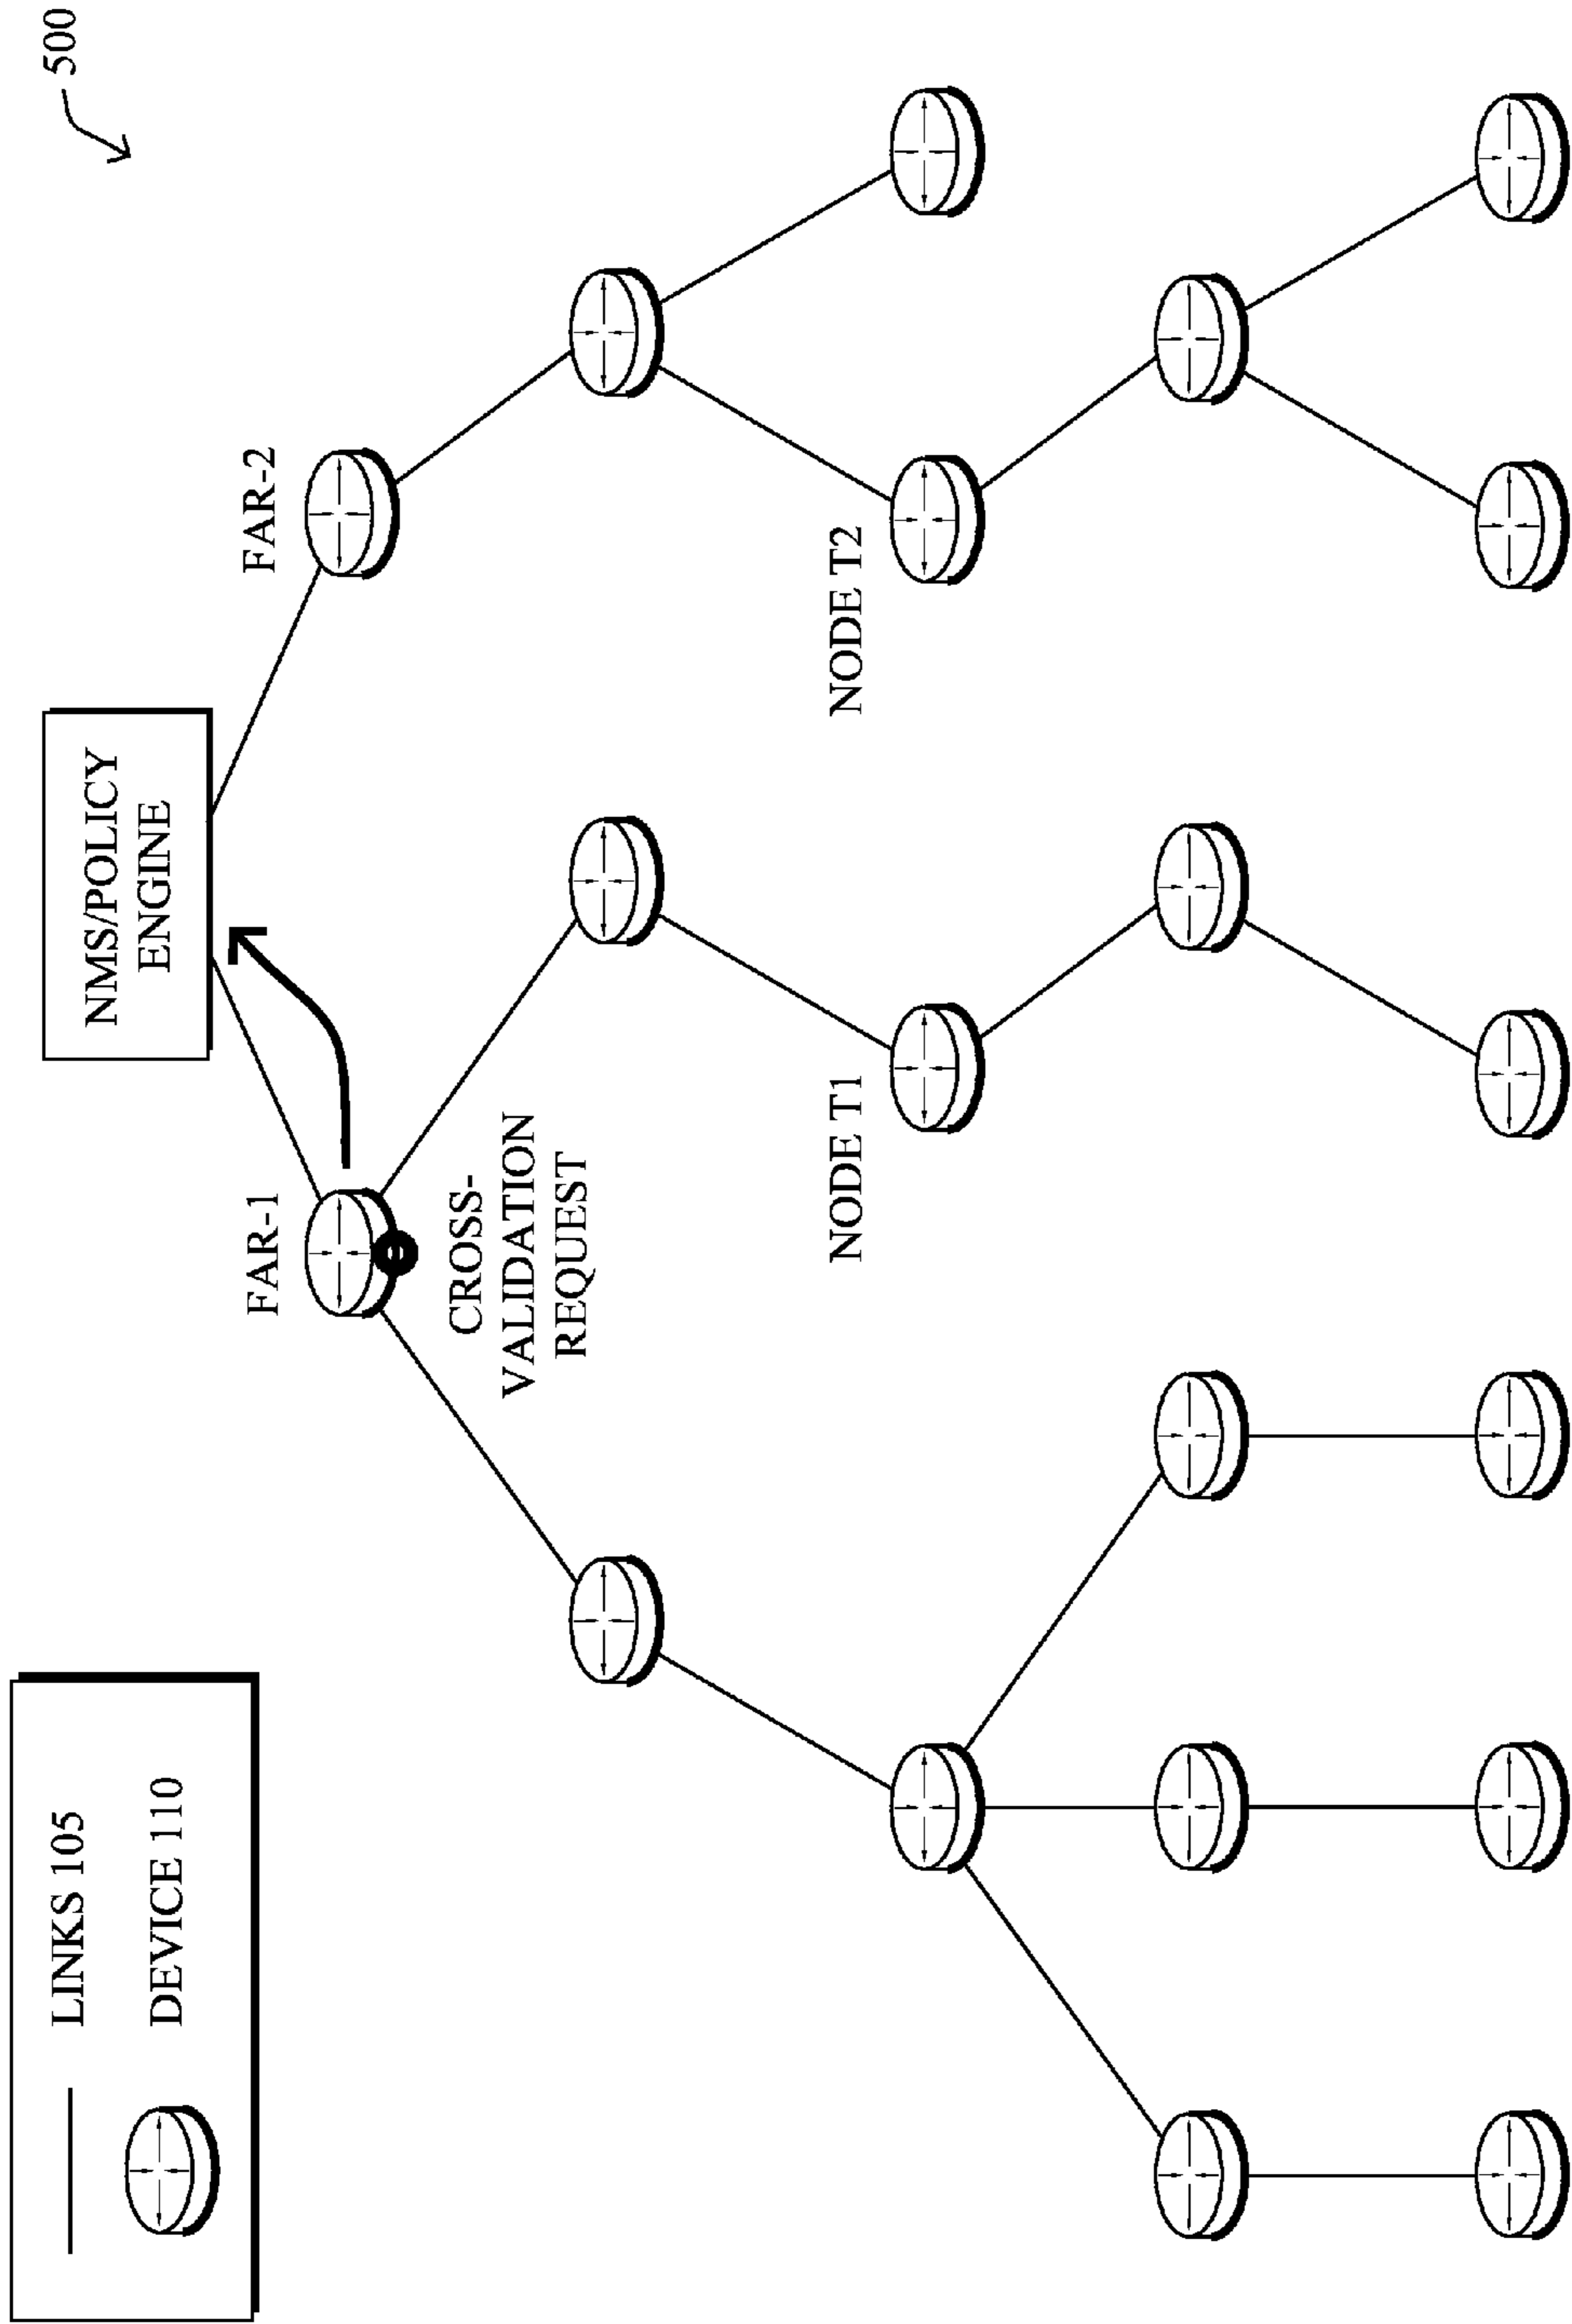 500
LINKS 105
DEVICE 110
NMS/POLICY
ENGINE
FAR-1
FAR-2
CROSS-
VALIDATION
REQUEST
NODE T1
NODE T2